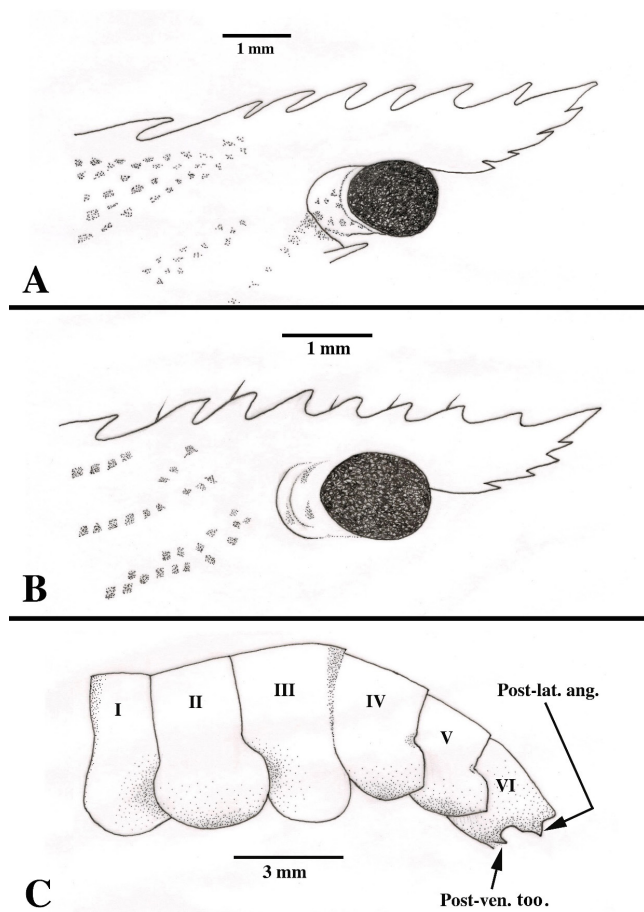 1 mm
A
1 mm
B
I
II
III
IV
V
VI
Post-lat. ang.
3 mm
C
Post-ven. too.